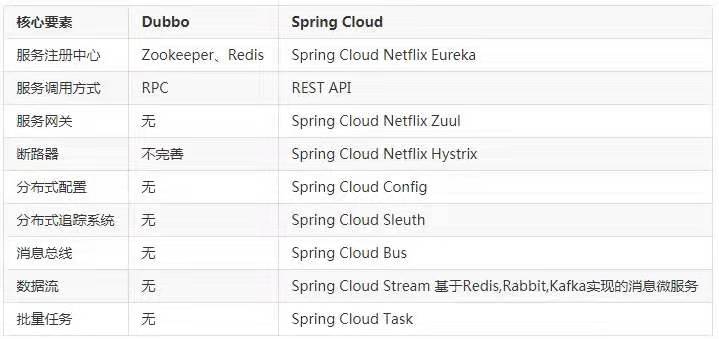 核心要素 Dubbo Spring Cloud
服务注册中心 Zookeeper、Redis Spring Cloud Netflix Eureka
服务调用方式 RPC REST API
服务网关 无 Spring Cloud Netflix Zuul
断路器 不完善 Spring Cloud Netflix Hystrix
分布式配置 无 Spring Cloud Config
分布式追踪系统 无 Spring Cloud Sleuth
消息总线 无 Spring Cloud Bus
数据流 无 Spring Cloud Stream 基于Redis,Rabbit,Kafka实现的消息微服务
批量任务 无 Spring Cloud Task